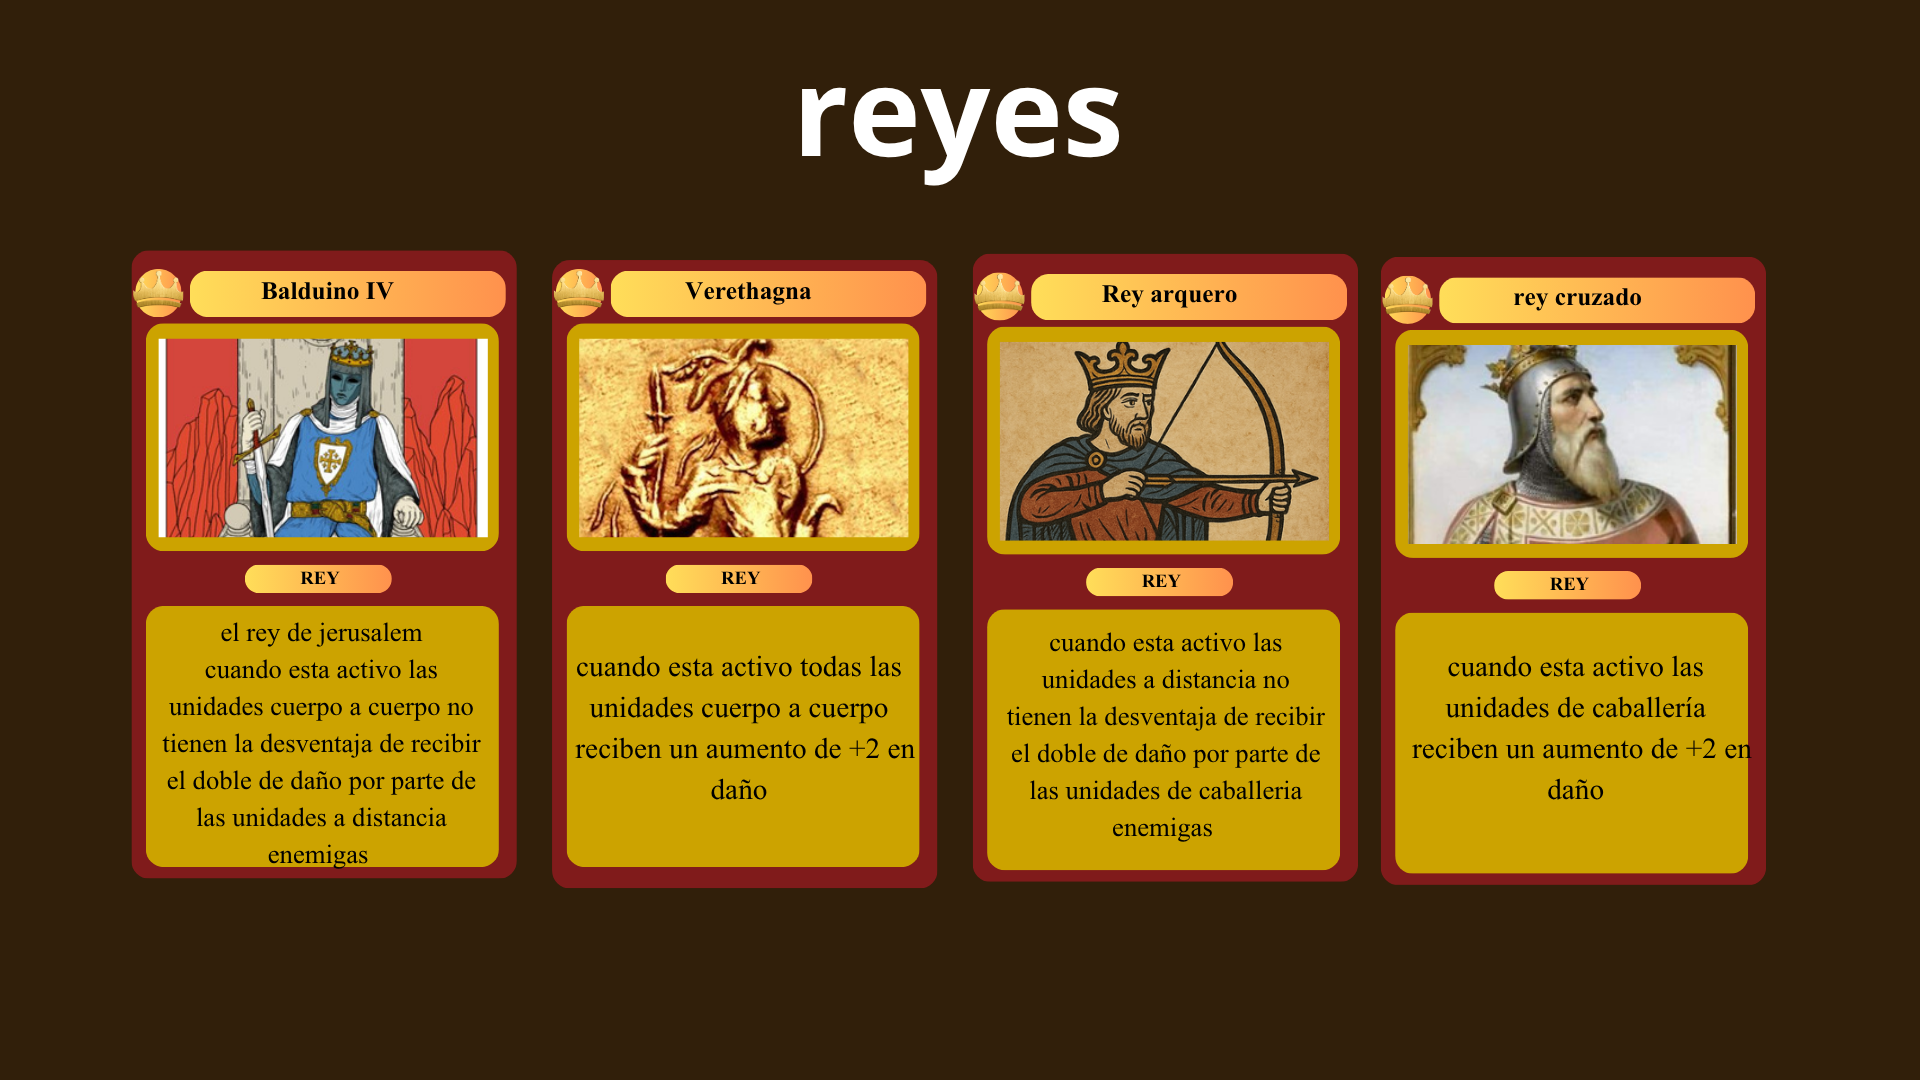 reyes
Balduino IV
REY
el rey de jerusalem
cuando esta activo las
unidades cuerpo a cuerpo no
tienen la desventaja de recibir
el doble de daño por parte de
las unidades a distancia
enemigas
Verethagna
REY
cuando esta activo todas las
unidades cuerpo a cuerpo
reciben un aumento de +2 en
daño
Rey arquero
REY
cuando esta activo las
unidades a distancia no
tienen la desventaja de recibir
el doble de daño por parte de
las unidades de caballeria
enemigas
rey cruzado
REY
cuando esta activo las
unidades de caballería
reciben un aumento de +2 en
daño